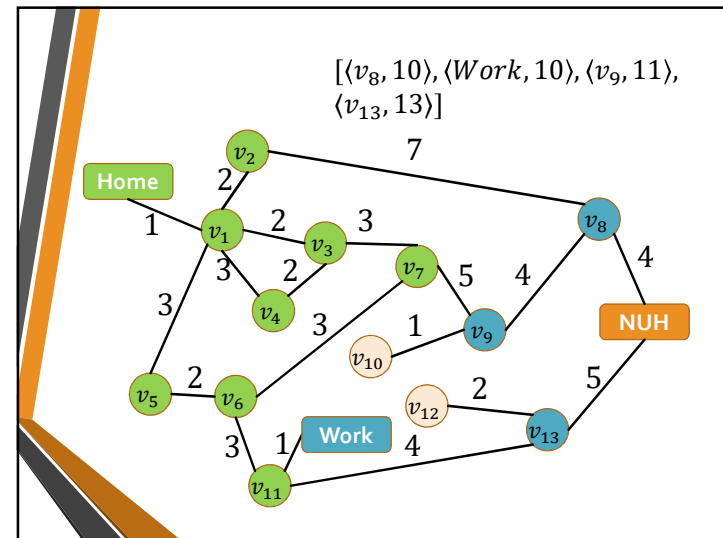 [⟨v₈, 10⟩, ⟨Work, 10⟩, ⟨v₉, 11⟩,
⟨v₁₃, 13⟩]
7
v₂
Home
2
v₈
1
v₁
2
v₃
3
4
3
2
v₇
5
4
3
v₄
3
NUH
1
v₉
v₁₀
5
2
v₅
2
v₆
v₁₂
3
1
Work
4
v₁₃
v₁₁